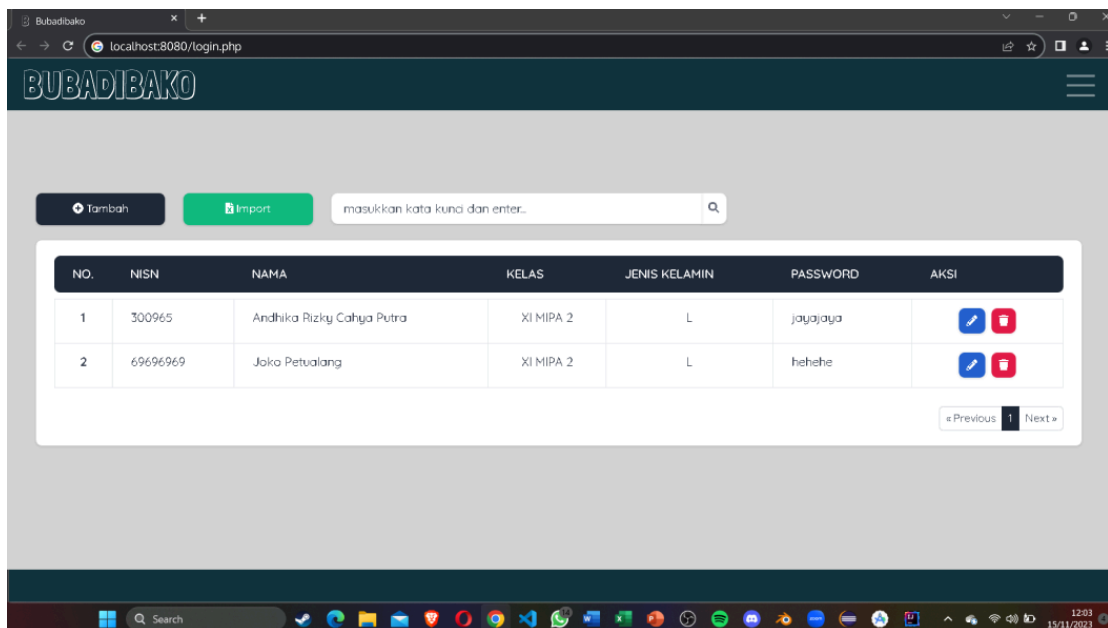 Bubadibako
localhost:8080/login.php
BUBADIBAKO
Tambah
Import
masukkan kata kunci dan enter...
NO. NISN NAMA KELAS JENIS KELAMIN PASSWORD AKSI
1 300965 Andhika Rizky Cahya Putra XI MIPA 2 L jayajaya
2 69696969 Joko Petualang XI MIPA 2 L hehehe
« Previous 1 Next »
Search
12:03
15/11/2023